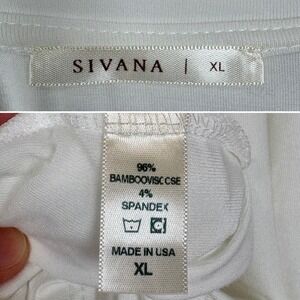 SIVANA | XL
96%
BAMBOOVISCOSE
4%
SPANDEX
MADE IN USA
XL